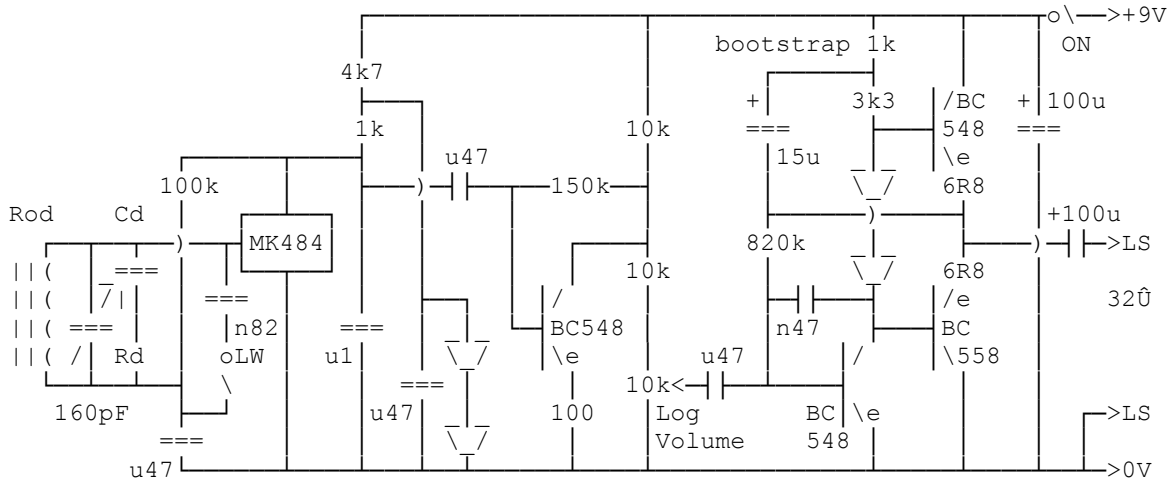 o\ >+9V
bootstrap 1k ON
4k7
+ 3k3 /BC + 100u
1k 10k === 548 ===
u47 15u \e
100k ) 150k 6R8
Rod Cd ) +100u
) MK484 820k ) >LS
||( === 10k 6R8
||( /| === \e 32Û
||( === n82 === / n47 BC
||( / Rd oLW u1 BC548 u47 / \558
\ === \e 10k<
160pF u47 100 Log BC \e >LS
=== Volume 548
u47 >0V